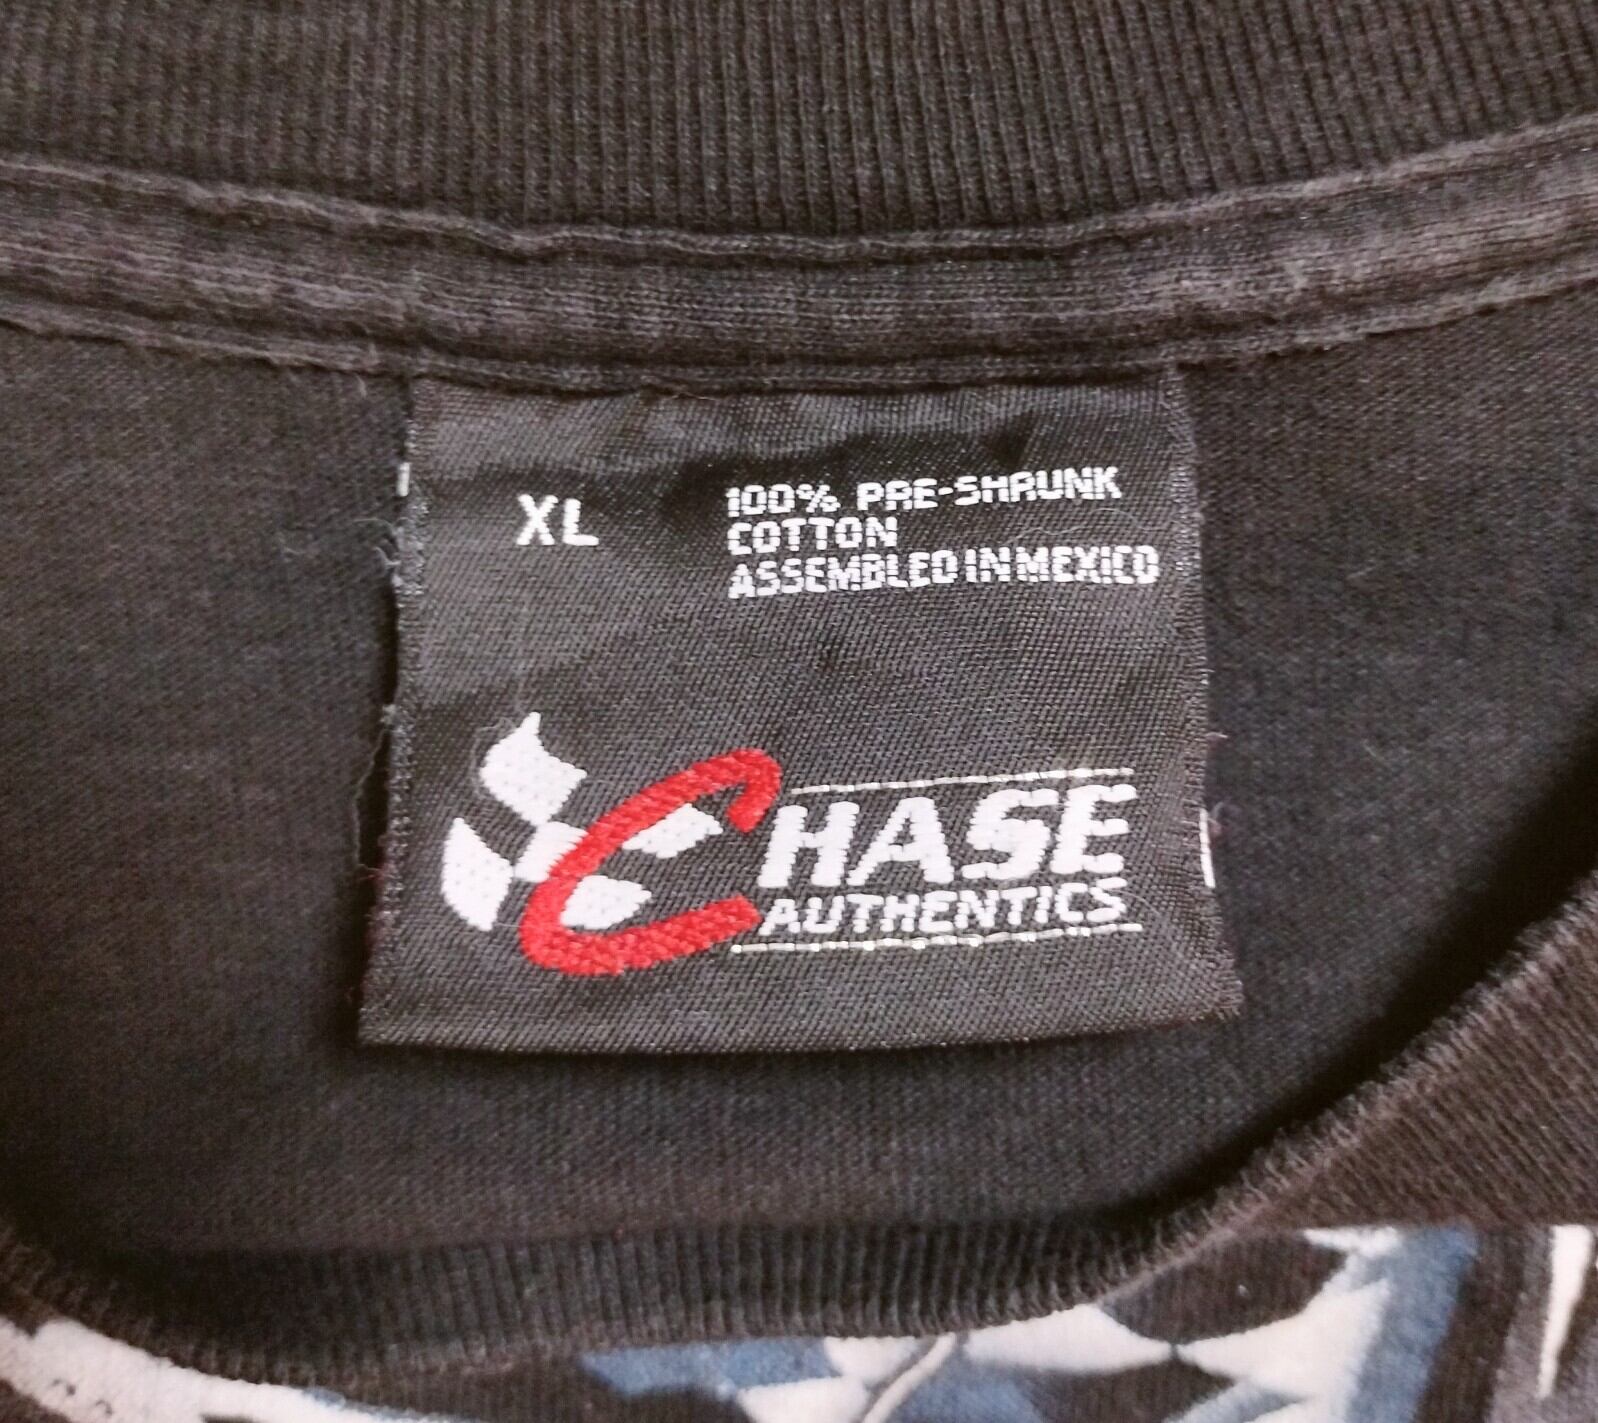 XL
100% PRE-SHRUNK
COTTON
ASSEMBLED IN MEXICO
CHASE
AUTHENTICS